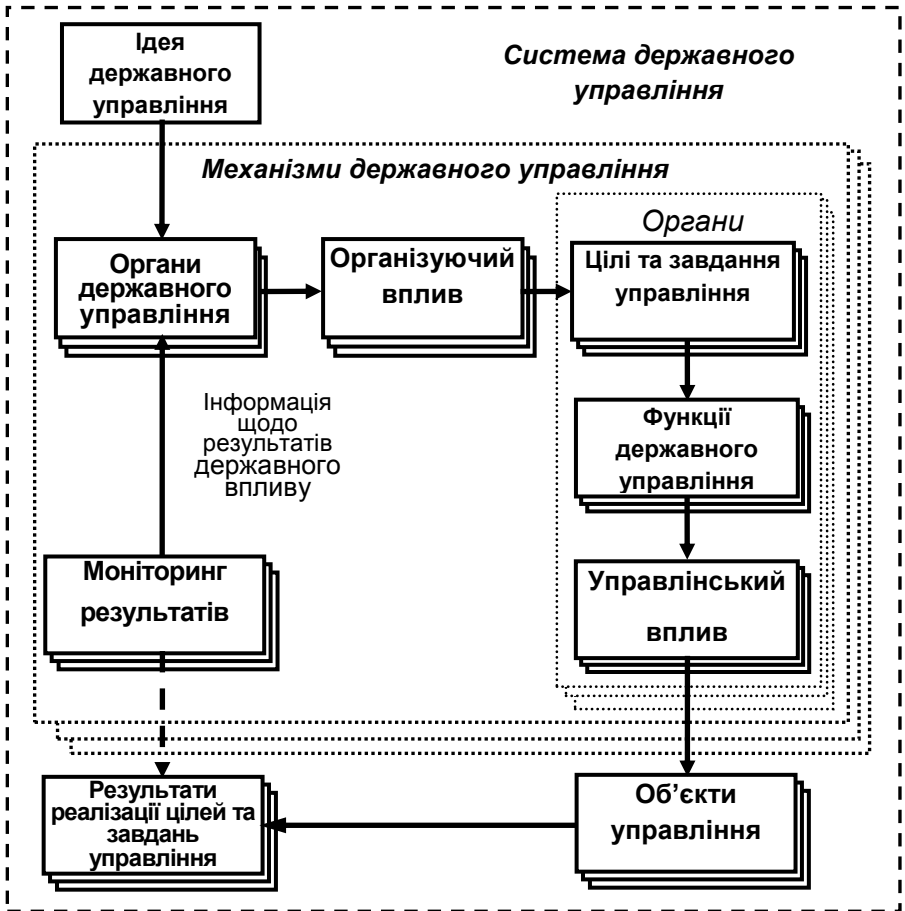 Ідея
державного
управління
Система державного
управління
Механізми державного управління
Органи
державного
управління
Організуючий
вплив
Органи
Цілі та завдання
управління
Функції
державного
управління
Інформація
щодо
результатів
державного
впливу
Моніторинг
результатів
Управлінський
вплив
Результати
реалізації цілей та
завдань
управління
Об’єкти
управління